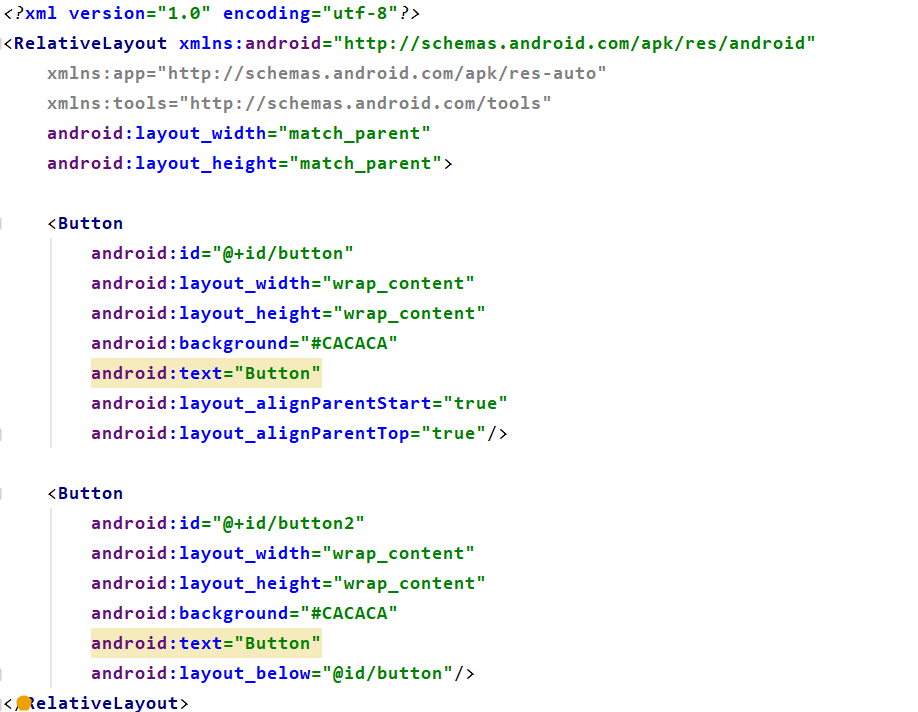 <?xml version="1.0" encoding="utf-8"?>
<RelativeLayout xmlns:android="http://schemas.android.com/apk/res/android"
    xmlns:app="http://schemas.android.com/apk/res-auto"
    xmlns:tools="http://schemas.android.com/tools"
    android:layout_width="match_parent"
    android:layout_height="match_parent">

    <Button
        android:id="@+id/button"
        android:layout_width="wrap_content"
        android:layout_height="wrap_content"
        android:background="#CACACA"
        android:text="Button"
        android:layout_alignParentStart="true"
        android:layout_alignParentTop="true"/>

    <Button
        android:id="@+id/button2"
        android:layout_width="wrap_content"
        android:layout_height="wrap_content"
        android:background="#CACACA"
        android:text="Button"
        android:layout_below="@id/button"/>
</RelativeLayout>